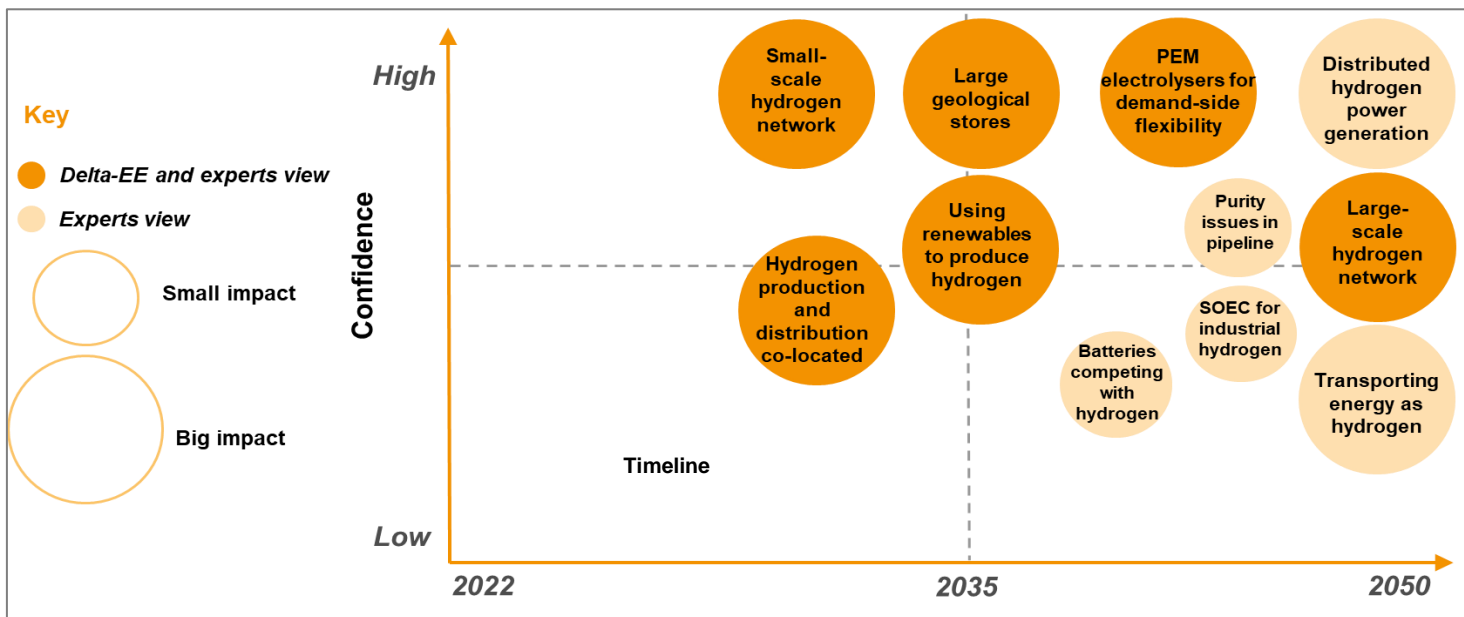 Key
Delta-EE and experts view
Experts view
Small impact
Big impact
Confidence
High
Low
Timeline
2022
2035
2050
Small-
scale
hydrogen
network
Large
geological
stores
PEM
electrolysers for
demand-side
flexibility
Distributed
hydrogen
power
generation
Hydrogen
production
and
distribution
co-located
Using
renewables
to produce
hydrogen
Purity
issues in
pipeline
Large-
scale
hydrogen
network
Batteries
competing
with
hydrogen
SOEC for
industrial
hydrogen
Transporting
energy as
hydrogen